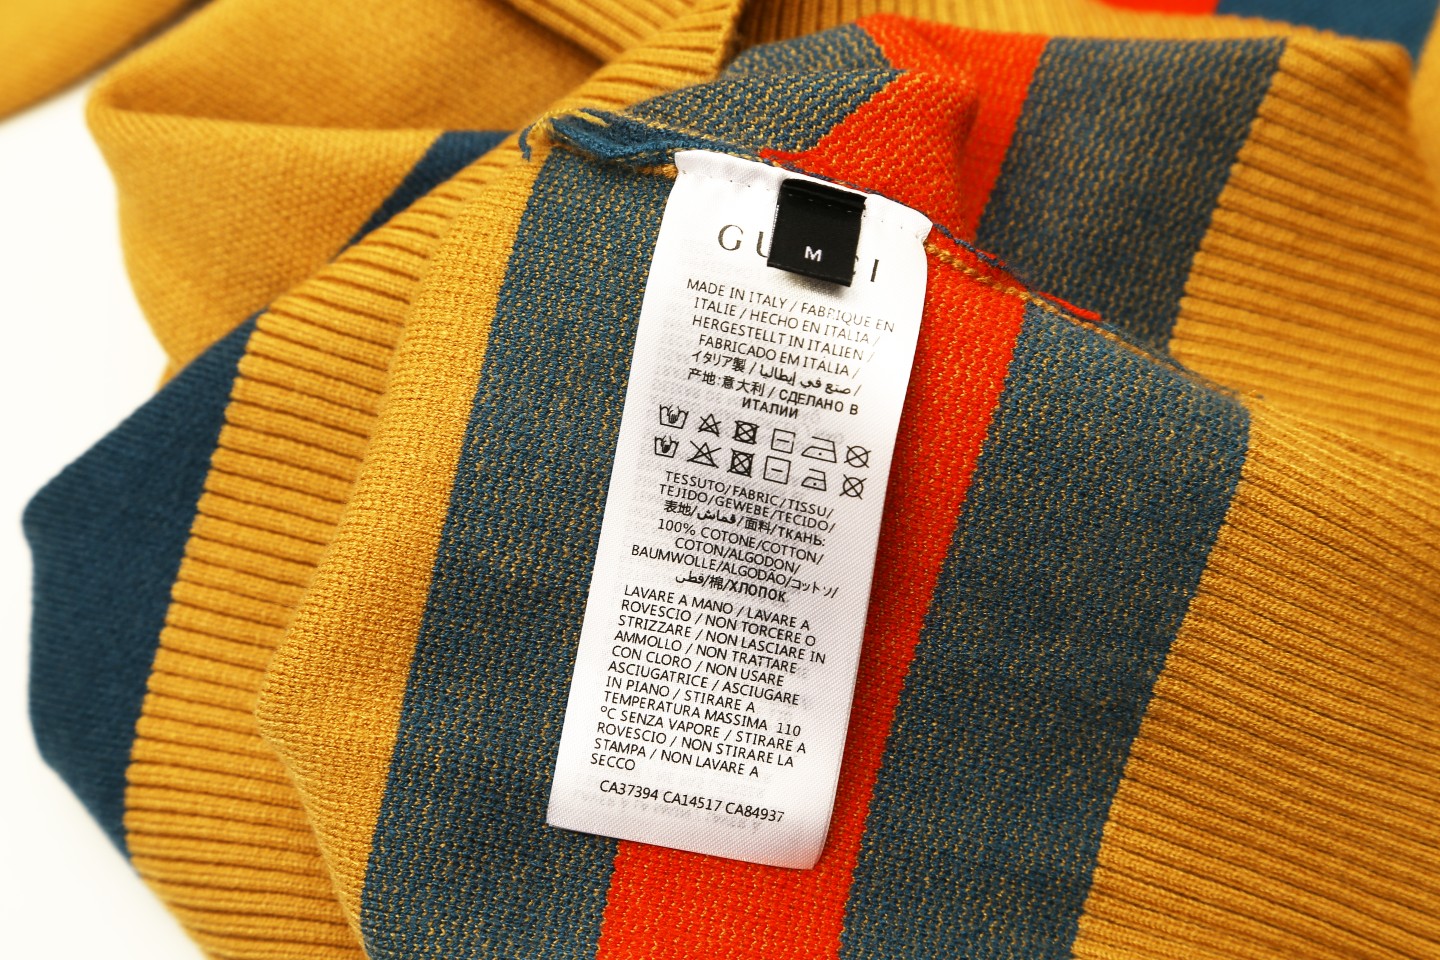 GUCCI
M
MADE IN ITALY / FABRIQUE EN
ITALIE / HECHO EN ITALIA /
HERGESTELLT IN ITALIEN /
FABRICADO EM ITÁLIA /
イタリア製 / صنع في إيطاليا /
产地:意大利 / СДЕЛАНО В
ИТАЛИИ
TESSUTO/FABRIC/TISSU/
TEJIDO/GEWEBE/TECIDO/
表地/قماش/面料/ТКАНЬ:
100% COTONE/COTTON/
COTON/ALGODON/
BAUMWOLLE/ALGODÃO/コットン/
قطن/棉/ХЛОПОК
LAVARE A MANO / LAVARE A
ROVESCIO / NON TORCERE O
STRIZZARE / NON LASCIARE IN
AMMOLLO / NON TRATTARE
CON CLORO / NON USARE
ASCIUGATRICE / ASCIUGARE
IN PIANO / STIRARE A
TEMPERATURA MASSIMA 110
°C SENZA VAPORE / STIRARE A
ROVESCIO / NON STIRARE LA
STAMPA / NON LAVARE A
SECCO
CA37394 CA14517 CA84937